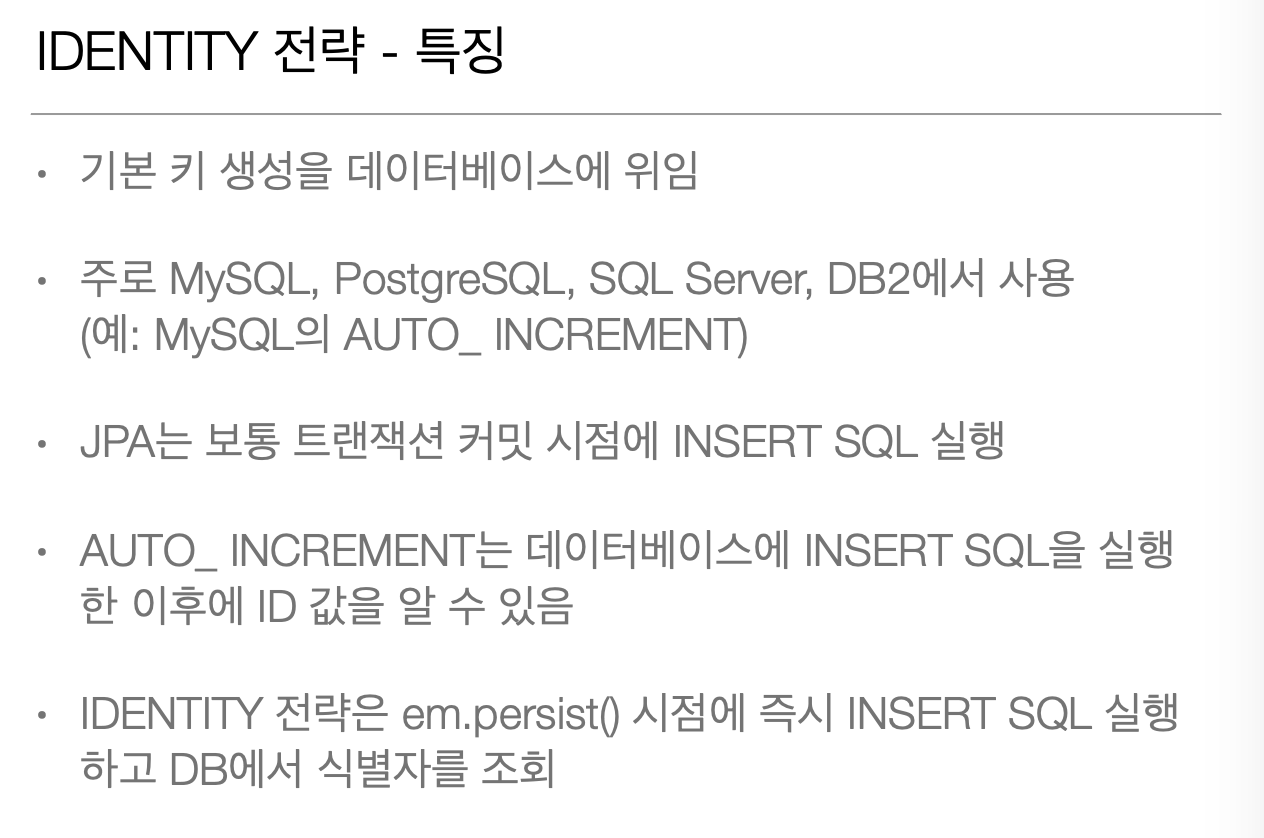 IDENTITY 전략 - 특징
• 기본 키 생성을 데이터베이스에 위임
• 주로 MySQL, PostgreSQL, SQL Server, DB2에서 사용
(예: MySQL의 AUTO_ INCREMENT)
• JPA는 보통 트랜잭션 커밋 시점에 INSERT SQL 실행
• AUTO_ INCREMENT는 데이터베이스에 INSERT SQL을 실행
한 이후에 ID 값을 알 수 있음
• IDENTITY 전략은 em.persist() 시점에 즉시 INSERT SQL 실행
하고 DB에서 식별자를 조회